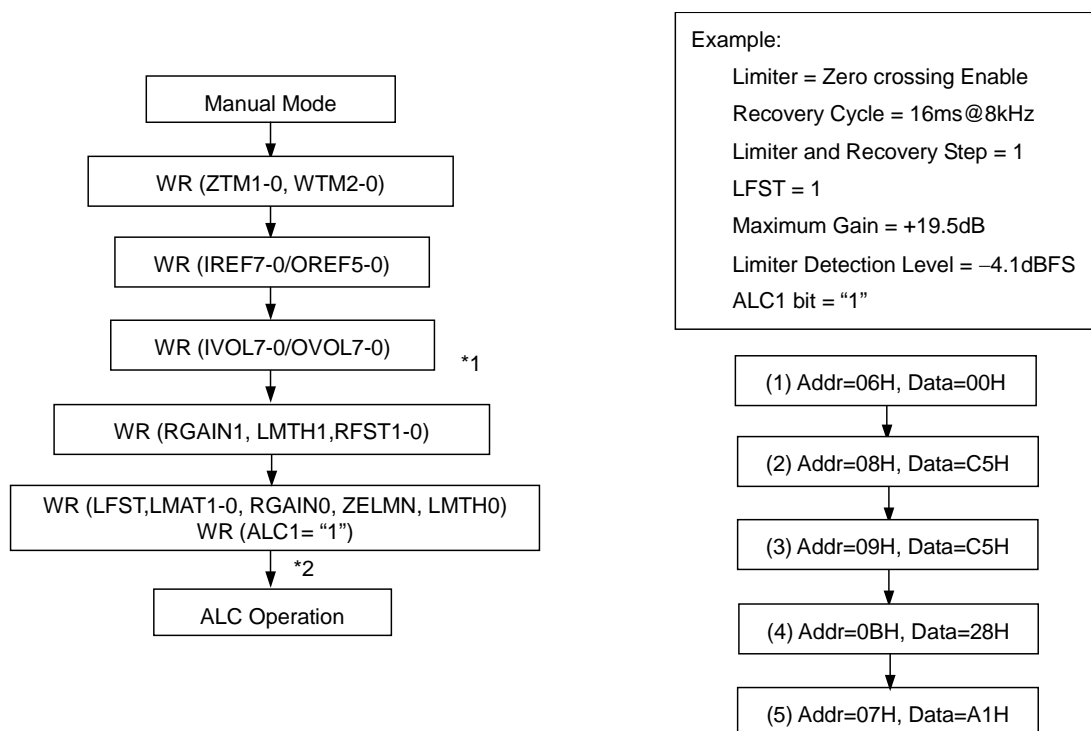 Manual Mode
WR (ZTM1-0, WTM2-0)
WR (IREF7-0/OREF5-0)
WR (IVOL7-0/OVOL7-0)
*1
WR (RGAIN1, LMTH1,RFST1-0)
WR (LFST,LMAT1-0, RGAIN0, ZELMN, LMTH0)
WR (ALC1= “1”)
*2
ALC Operation
Example:
Limiter = Zero crossing Enable
Recovery Cycle = 16ms@8kHz
Limiter and Recovery Step = 1
LFST = 1
Maximum Gain = +19.5dB
Limiter Detection Level = −4.1dBFS
ALC1 bit = “1”
(1) Addr=06H, Data=00H
(2) Addr=08H, Data=C5H
(3) Addr=09H, Data=C5H
(4) Addr=0BH, Data=28H
(5) Addr=07H, Data=A1H